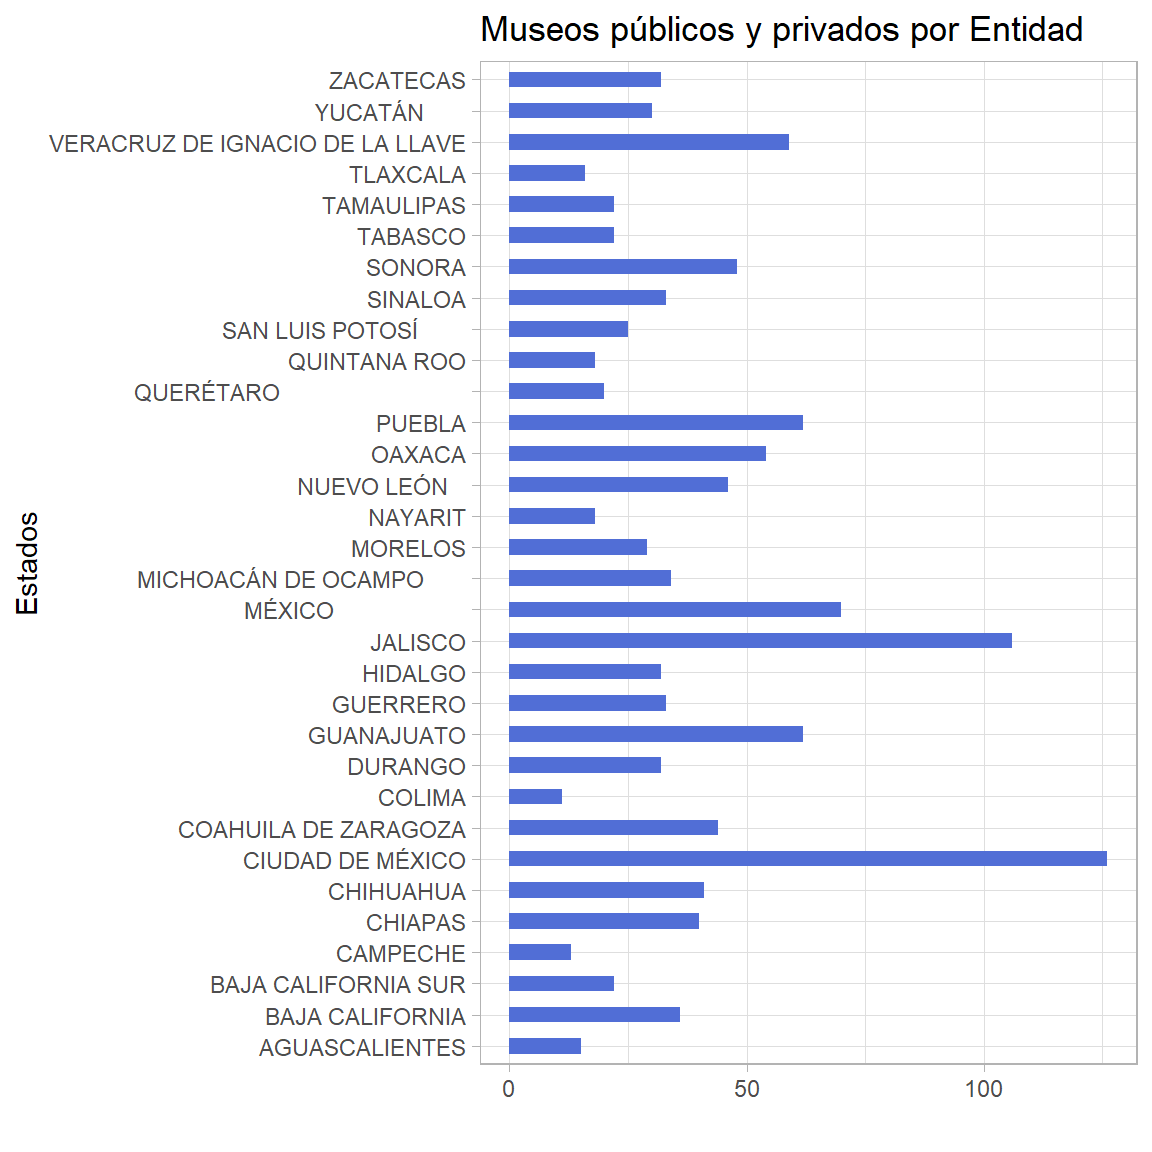 Museos públicos y privados por Entidad
ZACATECAS
YUCATÁN
VERACRUZ DE IGNACIO DE LA LLAVE
TLAXCALA
TAMAULIPAS
TABASCO
SONORA
SINALOA
SAN LUIS POTOSÍ
QUINTANA ROO
QUERÉTARO
PUEBLA
OAXACA
NUEVO LEÓN
NAYARIT
MORELOS
MICHOACÁN DE OCAMPO
MÉXICO
JALISCO
HIDALGO
GUERRERO
GUANAJUATO
DURANGO
COLIMA
COAHUILA DE ZARAGOZA
CIUDAD DE MÉXICO
CHIHUAHUA
CHIAPAS
CAMPECHE
BAJA CALIFORNIA SUR
BAJA CALIFORNIA
AGUASCALIENTES
Estados
0 50 100